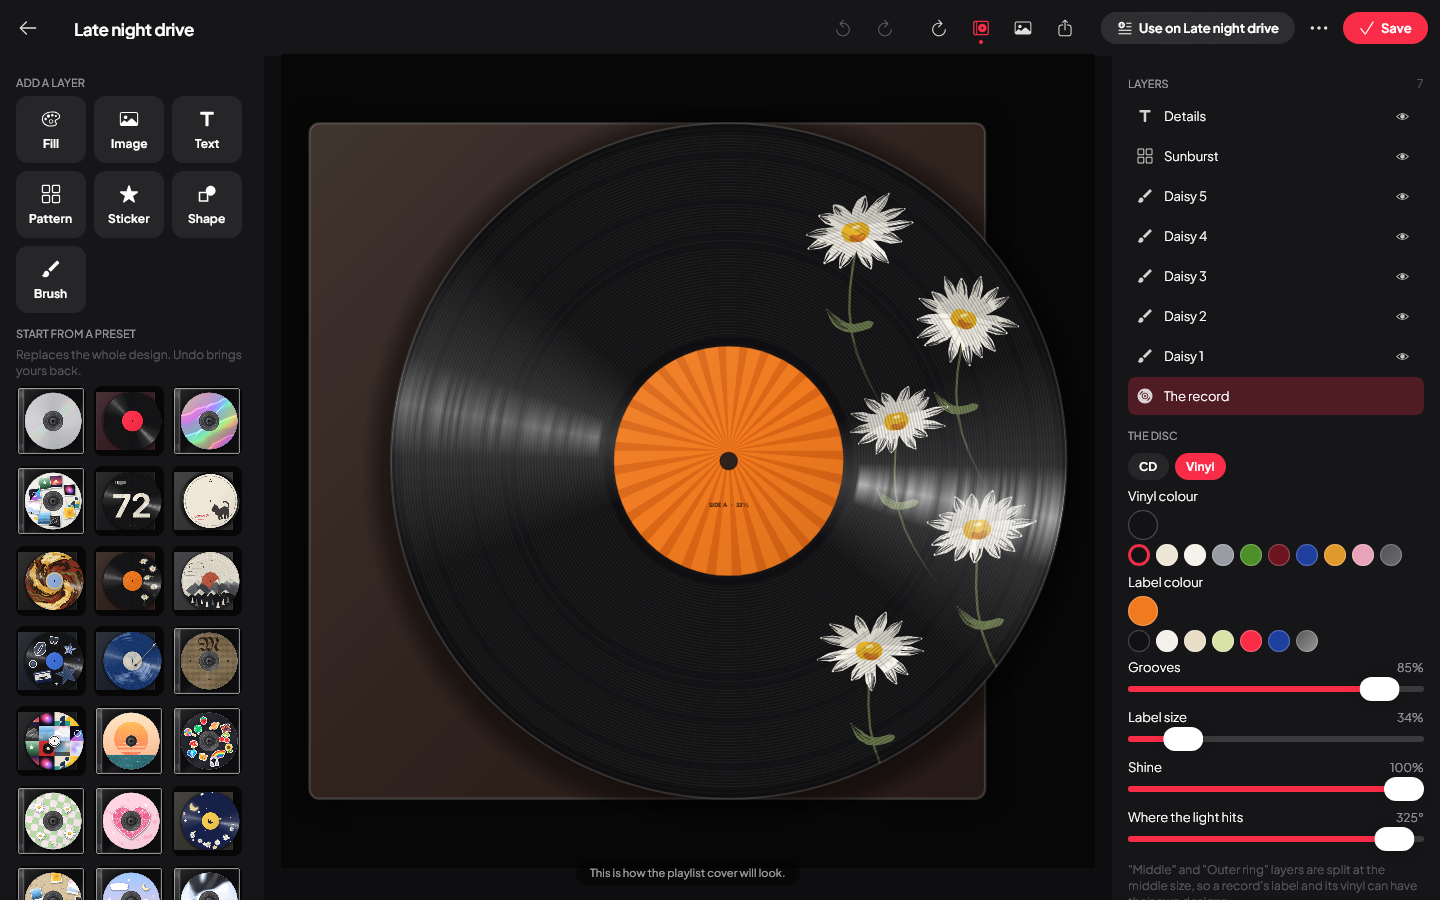 Late night drive
Use on Late night drive
Save
ADD A LAYER
Fill
Image
Text
Pattern
Sticker
Shape
Brush
START FROM A PRESET
Replaces the whole design. Undo brings
yours back.
72
SIDE A · 33⅓
This is how the playlist cover will look.
LAYERS
7
Details
Sunburst
Daisy 5
Daisy 4
Daisy 3
Daisy 2
Daisy 1
The record
THE DISC
CD
Vinyl
Vinyl colour
Label colour
Grooves
85%
Label size
34%
Shine
100%
Where the light hits
325°
"Middle" and "Outer ring" layers are split at the
middle size, so a record's label and its vinyl can have